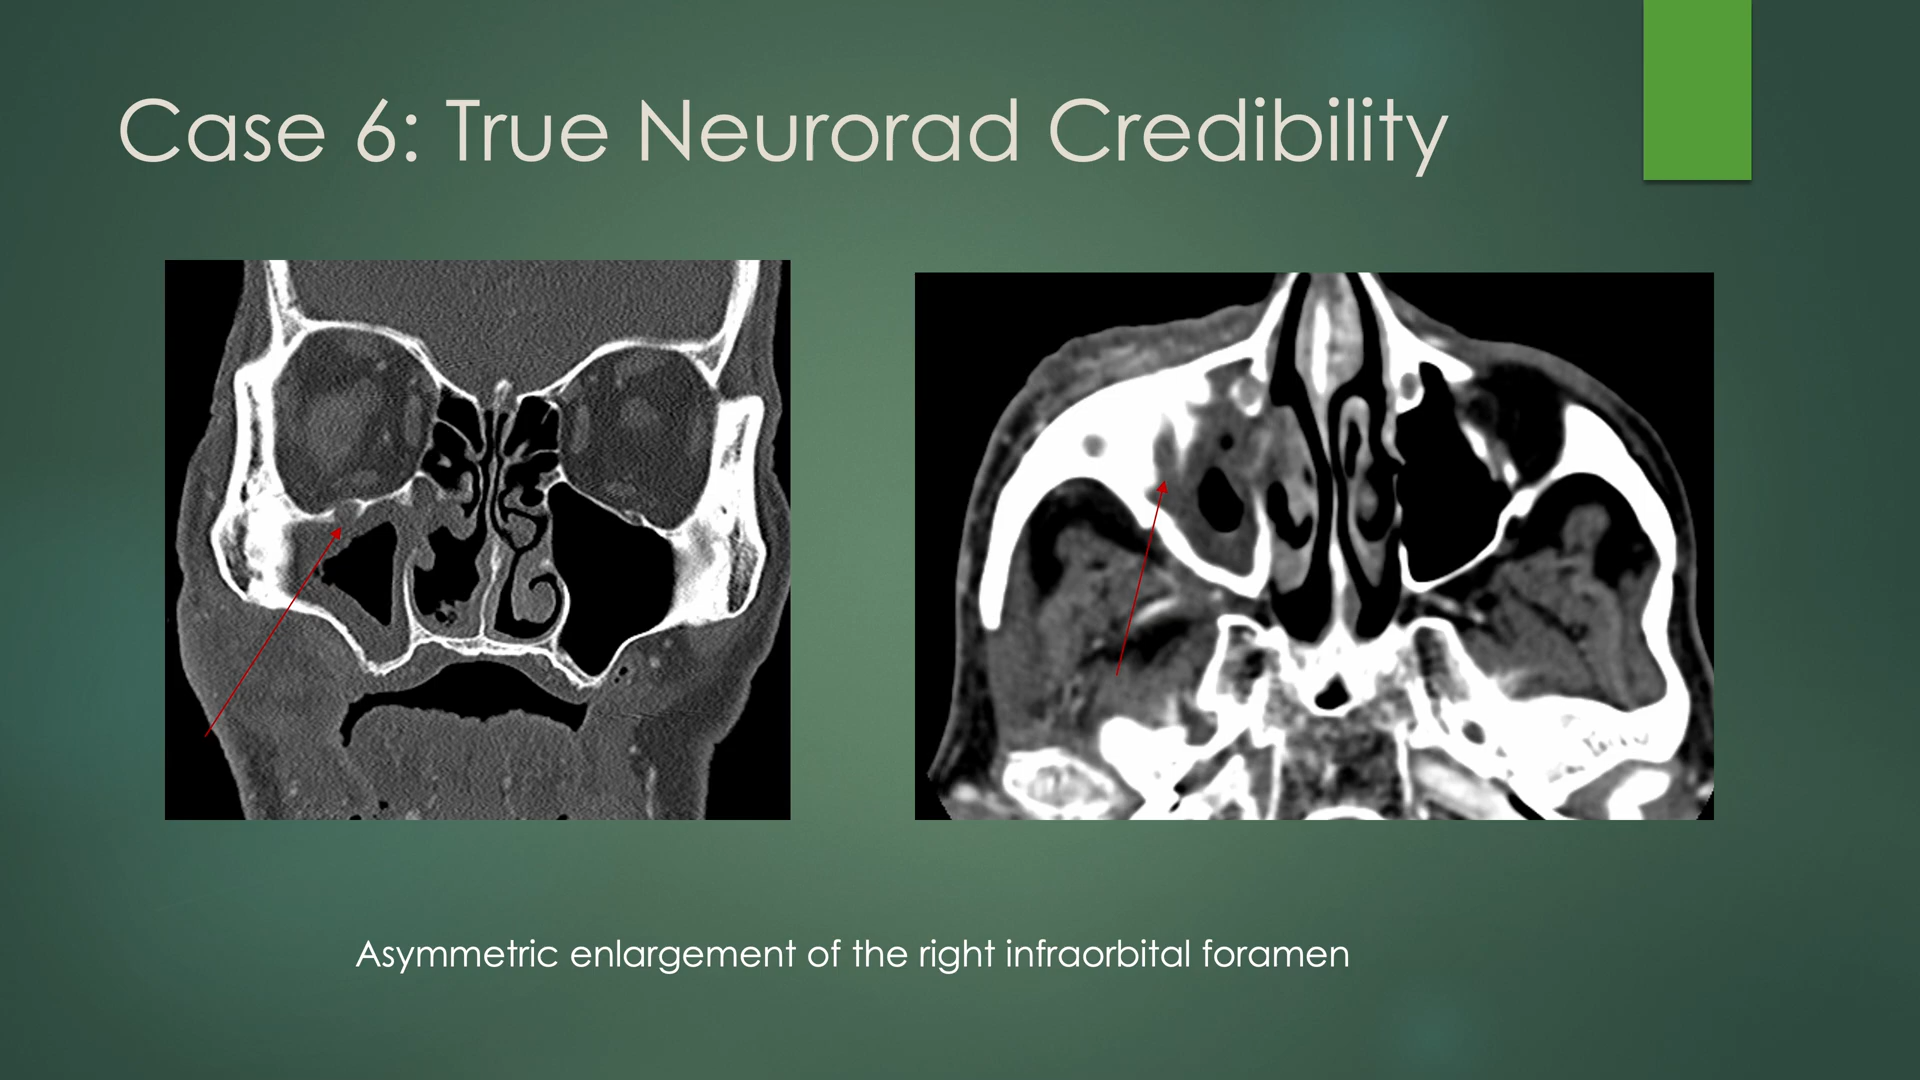 Case 6: True Neurorad Credibility
Asymmetric enlargement of the right infraorbital foramen